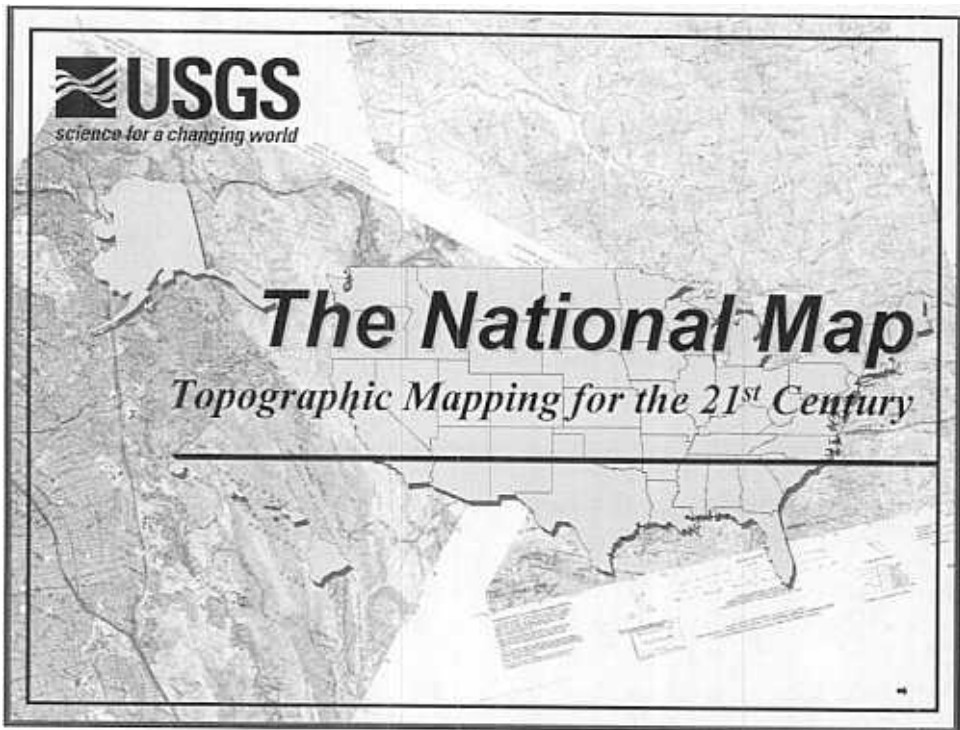 USGS
science for a changing world
The National Map
Topographic Mapping for the 21st Century